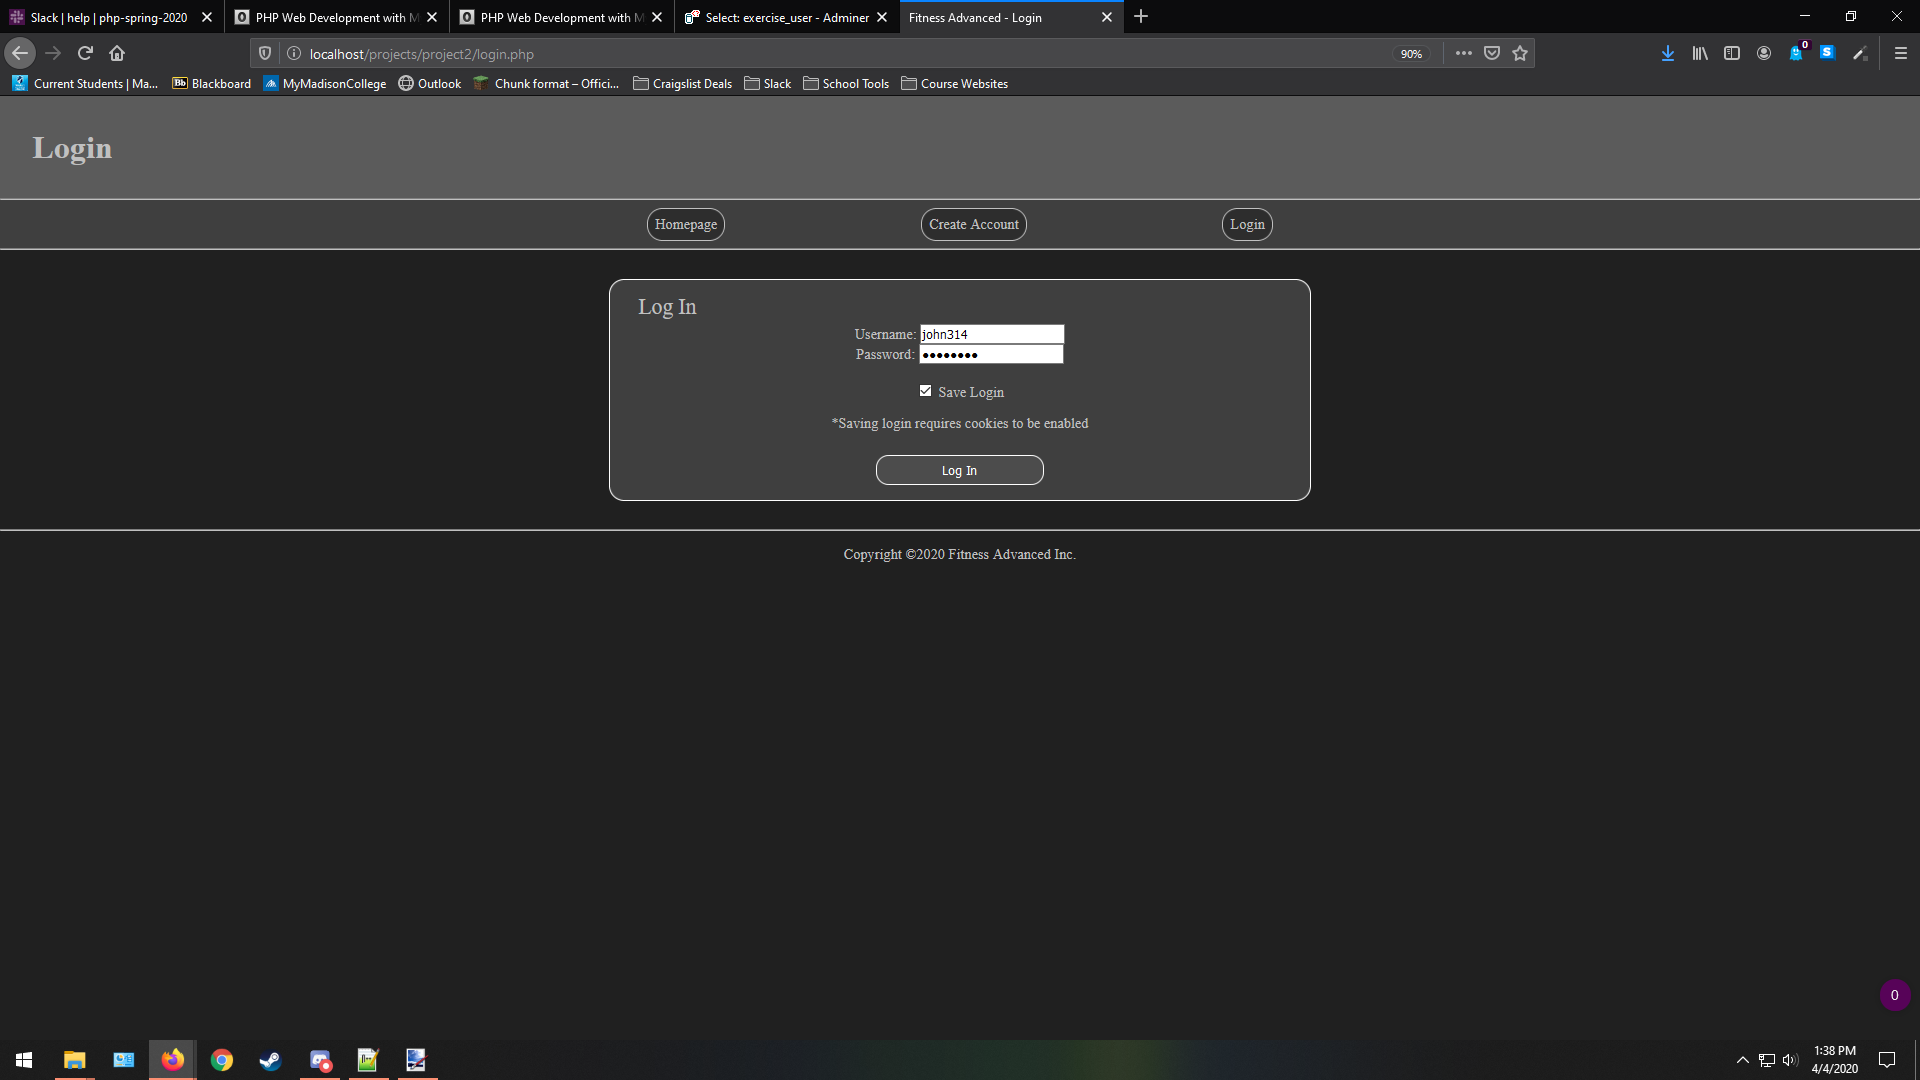 Slack | help | php-spring-2020
PHP Web Development with M
PHP Web Development with M
Select: exercise_user - Adminer
Fitness Advanced - Login
localhost/projects/project2/login.php
90%
0
S
Current Students | Ma...
Bb Blackboard
MyMadisonCollege
Outlook
Chunk format – Offici...
Craigslist Deals
Slack
School Tools
Course Websites
Login
Homepage
Create Account
Login
Log In
Username: john314
Password: ●●●●●●●●
Save Login
*Saving login requires cookies to be enabled
Log In
Copyright ©2020 Fitness Advanced Inc.
0
1:38 PM
4/4/2020